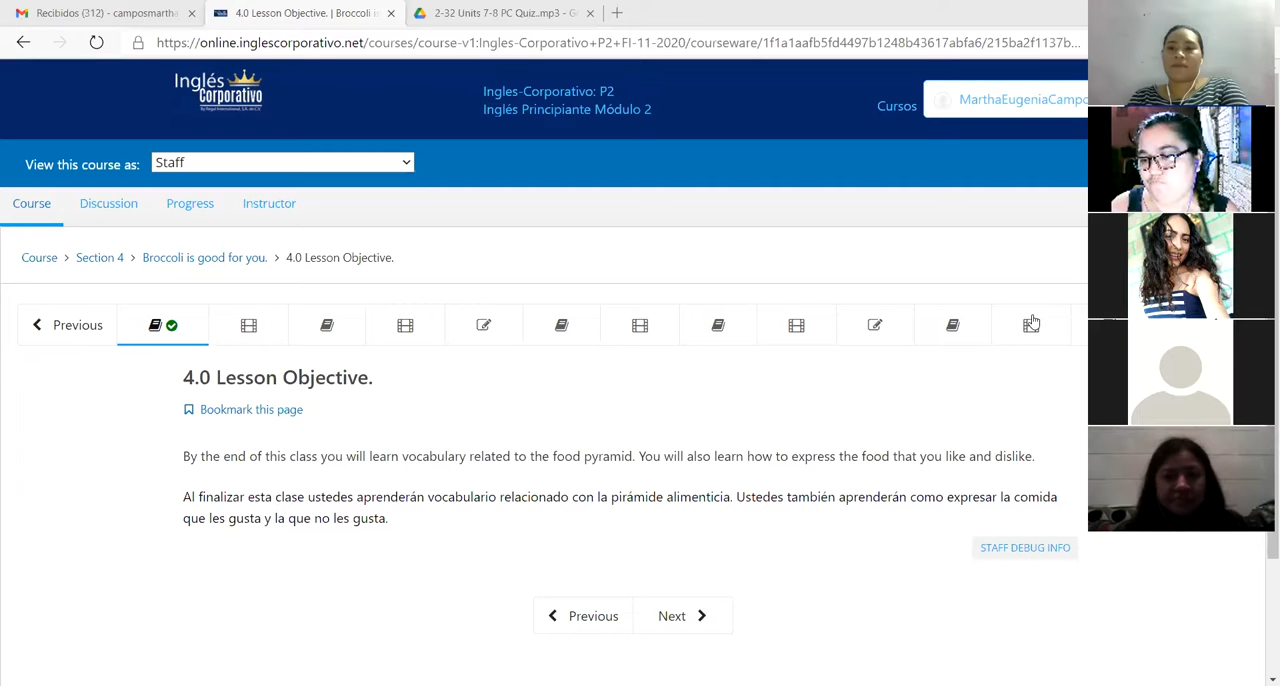 Recibidos (312) - camposmartha
4.0 Lesson Objective. | Broccoli is
2-32 Units 7-8 PC Quiz..mp3 - G
https://online.inglescorporativo.net/courses/course-v1:Ingles-Corporativo+P2+FI-11-2020/courseware/1f1a1aafb5fd4497b1248b43617abfa6/215ba2f1137b...
Inglés
Corporativo
Ingles-Corporativo: P2
Inglés Principiante Módulo 2
Cursos
MarthaEugeniaCampo
View this course as:
Staff
Course
Discussion
Progress
Instructor
Course > Section 4 > Broccoli is good for you. > 4.0 Lesson Objective.
Previous
4.0 Lesson Objective.
Bookmark this page
By the end of this class you will learn vocabulary related to the food pyramid. You will also learn how to express the food that you like and dislike.
Al finalizar esta clase ustedes aprenderán vocabulario relacionado con la pirámide alimenticia. Ustedes también aprenderán como expresar la comida
que les gusta y la que no les gusta.
STAFF DEBUG INFO
Previous
Next